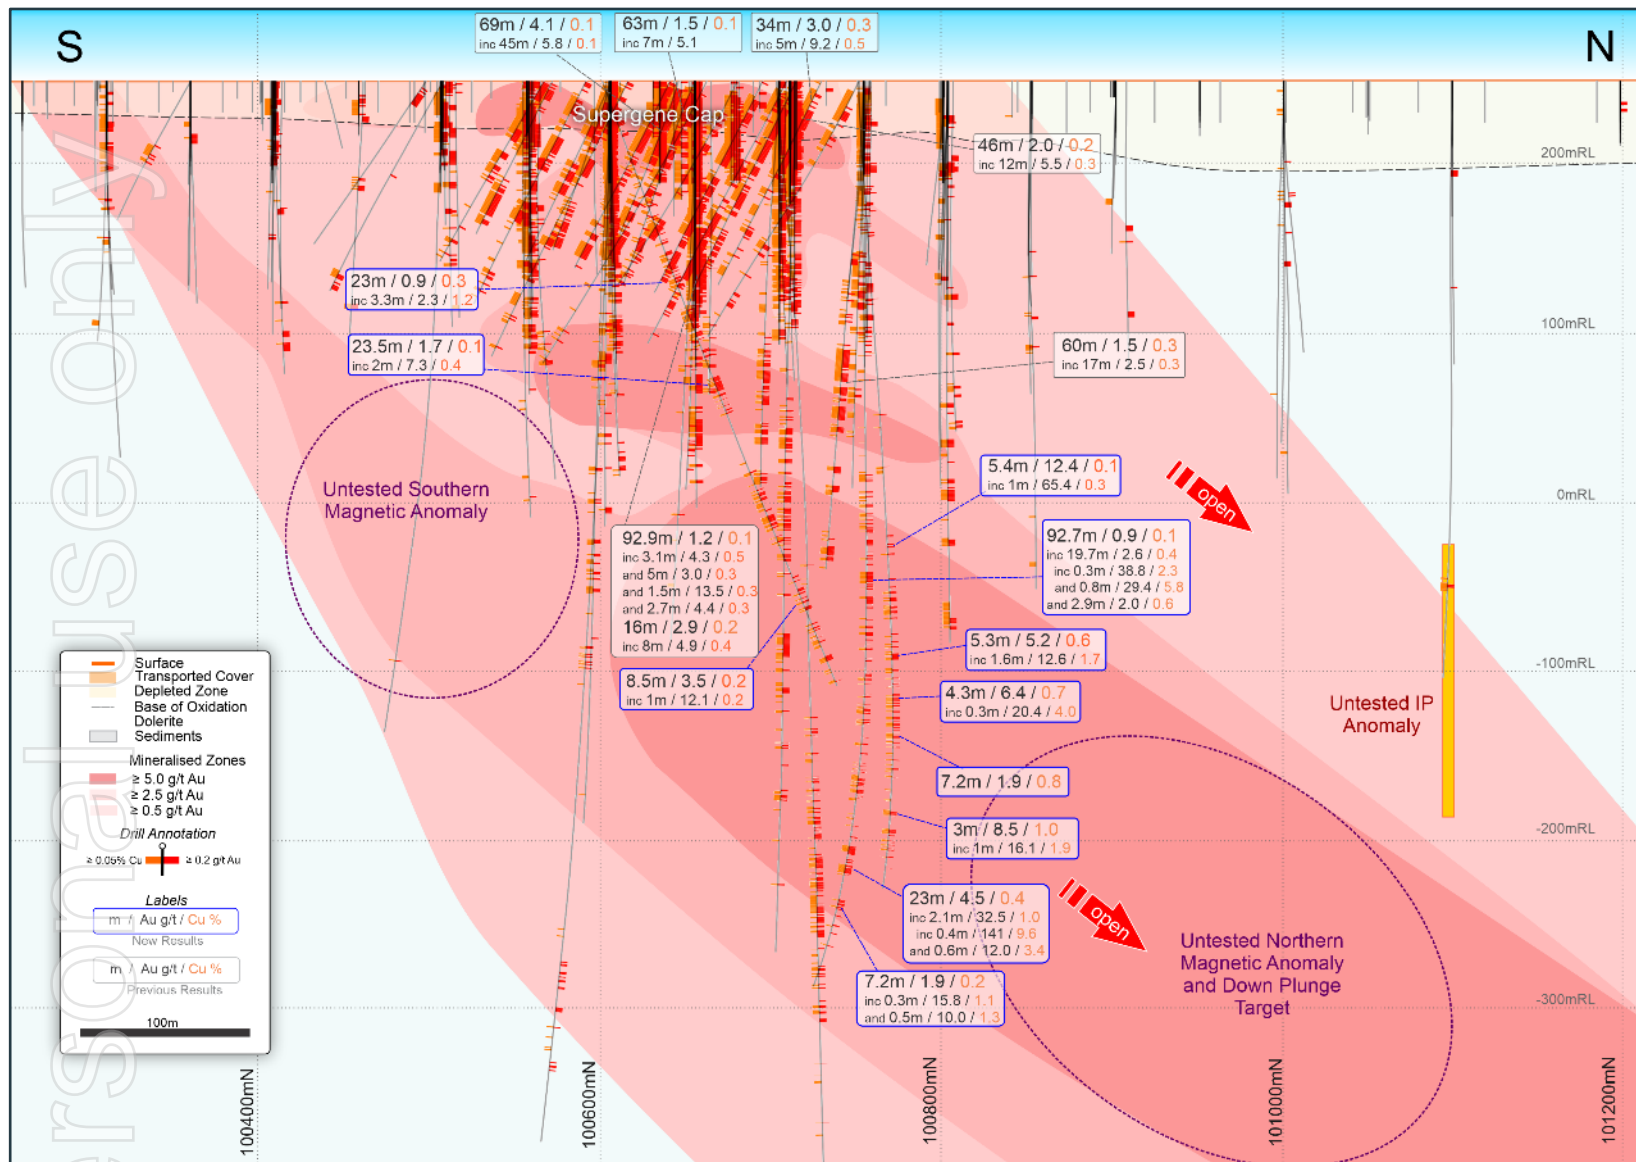 S
N
69m / 4.1 / 0.1
inc 45m / 5.8 / 0.1
63m / 1.5 / 0.1
inc 7m / 5.1
34m / 3.0 / 0.3
inc 5m / 9.2 / 0.5
Supergene Cap
46m / 2.0 / 0.2
inc 12m / 5.5 / 0.3
200mRL
23m / 0.9 / 0.3
inc 3.3m / 2.3 / 1.2
23.5m / 1.7 / 0.1
inc 2m / 7.3 / 0.4
60m / 1.5 / 0.3
inc 17m / 2.5 / 0.3
100mRL
Untested Southern
Magnetic Anomaly
5.4m / 12.4 / 0.1
inc 1m / 65.4 / 0.3
open
0mRL
92.9m / 1.2 / 0.1
inc 3.1m / 4.3 / 0.5
and 5m / 3.0 / 0.3
and 1.5m / 13.5 / 0.3
and 2.7m / 4.4 / 0.3
16m / 2.9 / 0.2
inc 8m / 4.9 / 0.4
92.7m / 0.9 / 0.1
inc 19.7m / 2.6 / 0.4
inc 0.3m / 38.8 / 2.3
and 0.8m / 29.4 / 5.8
and 2.9m / 2.0 / 0.6
8.5m / 3.5 / 0.2
inc 1m / 12.1 / 0.2
5.3m / 5.2 / 0.6
inc 1.6m / 12.6 / 1.7
-100mRL
4.3m / 6.4 / 0.7
inc 0.3m / 20.4 / 4.0
Untested IP
Anomaly
7.2m / 1.9 / 0.8
3m / 8.5 / 1.0
inc 1m / 16.1 / 1.9
-200mRL
23m / 4.5 / 0.4
inc 2.1m / 32.5 / 1.0
inc 0.4m / 141 / 9.6
and 0.6m / 12.0 / 3.4
open
Untested Northern
Magnetic Anomaly
and Down Plunge
Target
7.2m / 1.9 / 0.2
inc 0.3m / 15.8 / 1.1
and 0.5m / 10.0 / 1.3
-300mRL
Surface
Transported Cover
Depleted Zone
Base of Oxidation
Dolerite
Sediments
Mineralised Zones
≥ 5.0 g/t Au
≥ 2.5 g/t Au
≥ 0.5 g/t Au
Drill Annotation
≥ 0.05% Cu
≥ 0.2 g/t Au
Labels
m / Au g/t / Cu %
New Results
m / Au g/t / Cu %
Previous Results
100m
100400mN
100600mN
100800mN
101000mN
101200mN
ersonal use only